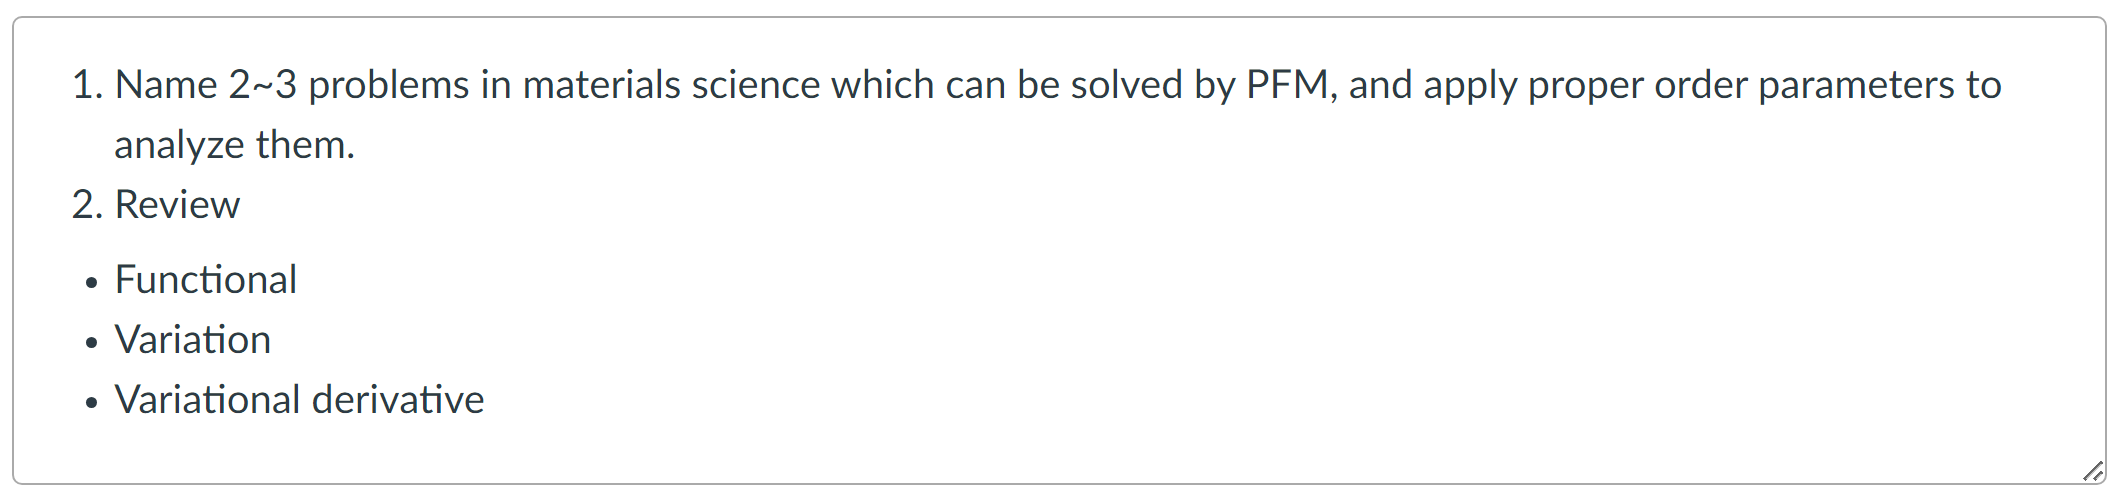 1. Name 2~3 problems in materials science which can be solved by PFM, and apply proper order parameters to
analyze them.
2. Review
• Functional
• Variation
• Variational derivative